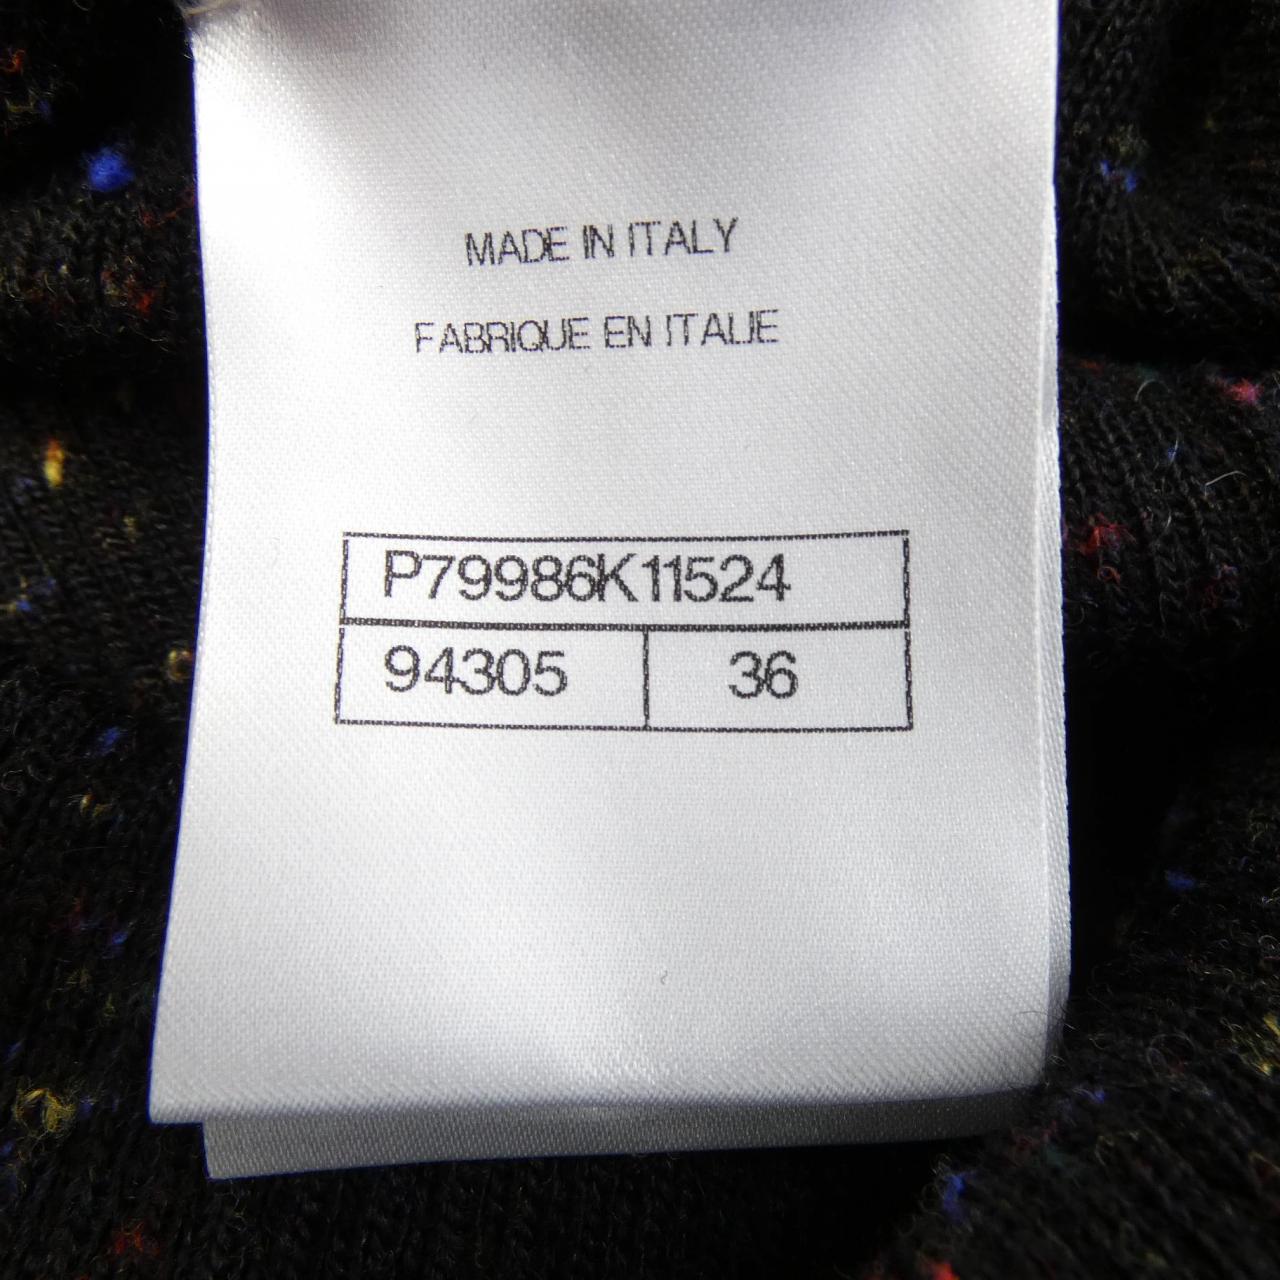 MADE IN ITALY
FABRIQUE EN ITALIE
P79986K11524
94305 36